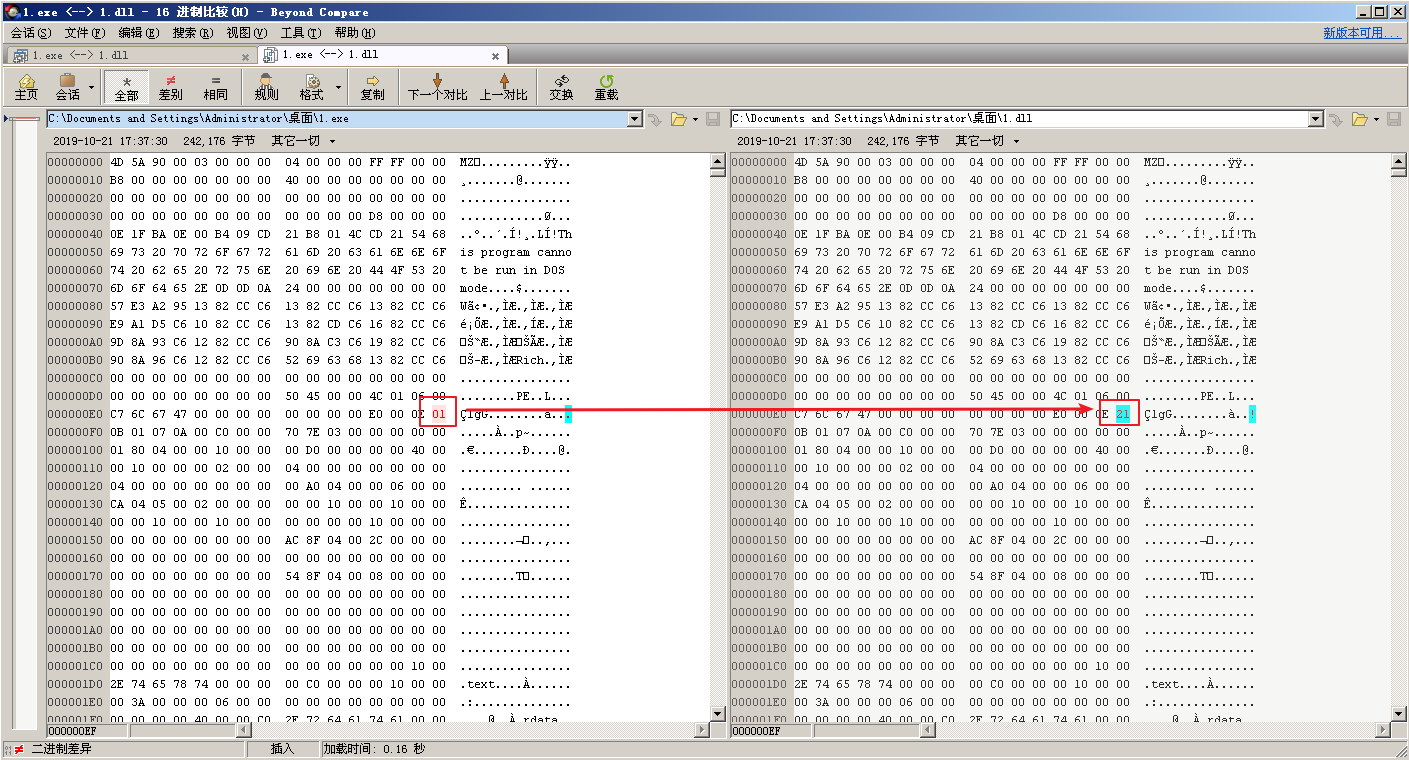 1.exe <--> 1.dll - 16 进制比较(H) - Beyond Compare
会话(S) 文件(F) 编辑(E) 搜索(R) 视图(V) 工具(T) 帮助(H) 新版本可用...
1.exe <--> 1.dll 1.exe <--> 1.dll
主页 会话 全部 差别 相同 规则 格式 复制 下一个对比 上一对比 交换 重载
C:\Documents and Settings\Administrator\桌面\1.exe
2019-10-21 17:37:30 242,176 字节 其它一切
00000000 4D 5A 90 00 03 00 00 00 04 00 00 00 FF FF 00 00 MZ□.........ÿÿ..
00000010 B8 00 00 00 00 00 00 00 40 00 00 00 00 00 00 00 ¸.......@.......
00000020 00 00 00 00 00 00 00 00 00 00 00 00 00 00 00 00 ................
00000030 00 00 00 00 00 00 00 00 00 00 00 00 D8 00 00 00 ............Ø...
00000040 0E 1F BA 0E 00 B4 09 CD 21 B8 01 4C CD 21 54 68 ..º..´.Í!¸.LÍ!Th
00000050 69 73 20 70 72 6F 67 72 61 6D 20 63 61 6E 6E 6F is program canno
00000060 74 20 62 65 20 72 75 6E 20 69 6E 20 44 4F 53 20 t be run in DOS
00000070 6D 6F 64 65 2E 0D 0D 0A 24 00 00 00 00 00 00 00 mode....$.......
00000080 57 E3 A2 95 13 82 CC C6 13 82 CC C6 13 82 CC C6 Wã¢•.‚ÌÆ.‚ÌÆ.‚ÌÆ
00000090 E9 A1 D5 C6 10 82 CC C6 13 82 CD C6 16 82 CC C6 é¡ÕÆ.‚ÌÆ.‚ÍÆ.‚ÌÆ
000000A0 9D 8A 93 C6 12 82 CC C6 90 8A C3 C6 19 82 CC C6 □Š“Æ.‚ÌÆ□ŠÃÆ.‚ÌÆ
000000B0 90 8A 96 C6 12 82 CC C6 52 69 63 68 13 82 CC C6 □Š–Æ.‚ÌÆRich.‚ÌÆ
000000C0 00 00 00 00 00 00 00 00 00 00 00 00 00 00 00 00 ................
000000D0 00 00 00 00 00 00 00 00 50 45 00 00 4C 01 06 00 ........PE..L...
000000E0 C7 6C 67 47 00 00 00 00 00 00 00 00 E0 00 0E 01 ÇlgG........à...
000000F0 0B 01 07 0A 00 C0 00 00 00 70 7E 03 00 00 00 00 .....À...p~.....
00000100 01 80 04 00 00 10 00 00 00 D0 00 00 00 00 40 00 .€.......Ð....@.
00000110 00 10 00 00 00 02 00 00 04 00 00 00 00 00 00 00 ................
00000120 04 00 00 00 00 00 00 00 00 A0 04 00 00 06 00 00 ......... ......
00000130 CA 04 05 00 02 00 00 00 00 00 10 00 00 10 00 00 Ê...............
00000140 00 00 10 00 00 10 00 00 00 00 00 00 10 00 00 00 ................
00000150 00 00 00 00 00 00 00 00 AC 8F 04 00 2C 00 00 00 ........¬□..,...
00000160 00 00 00 00 00 00 00 00 00 00 00 00 00 00 00 00 ................
00000170 00 00 00 00 00 00 00 00 54 8F 04 00 08 00 00 00 ........T□......
00000180 00 00 00 00 00 00 00 00 00 00 00 00 00 00 00 00 ................
00000190 00 00 00 00 00 00 00 00 00 00 00 00 00 00 00 00 ................
000001A0 00 00 00 00 00 00 00 00 00 00 00 00 00 00 00 00 ................
000001B0 00 00 00 00 00 00 00 00 00 00 00 00 00 00 00 00 ................
000001C0 00 00 00 00 00 00 00 00 00 00 00 00 00 00 10 00 ................
000001D0 2E 74 65 78 74 00 00 00 00 C0 00 00 00 10 00 00 .text....À......
000001E0 00 3A 00 00 00 06 00 00 00 00 00 00 00 00 00 00 .:..............
000001F0 00 00 00 00 40 00 00 C0 2E 72 64 61 74 61 00 00 ....@..À.rdata..
000000EF
C:\Documents and Settings\Administrator\桌面\1.dll
2019-10-21 17:37:30 242,176 字节 其它一切
00000000 4D 5A 90 00 03 00 00 00 04 00 00 00 FF FF 00 00 MZ□.........ÿÿ..
00000010 B8 00 00 00 00 00 00 00 40 00 00 00 00 00 00 00 ¸.......@.......
00000020 00 00 00 00 00 00 00 00 00 00 00 00 00 00 00 00 ................
00000030 00 00 00 00 00 00 00 00 00 00 00 00 D8 00 00 00 ............Ø...
00000040 0E 1F BA 0E 00 B4 09 CD 21 B8 01 4C CD 21 54 68 ..º..´.Í!¸.LÍ!Th
00000050 69 73 20 70 72 6F 67 72 61 6D 20 63 61 6E 6E 6F is program canno
00000060 74 20 62 65 20 72 75 6E 20 69 6E 20 44 4F 53 20 t be run in DOS
00000070 6D 6F 64 65 2E 0D 0D 0A 24 00 00 00 00 00 00 00 mode....$.......
00000080 57 E3 A2 95 13 82 CC C6 13 82 CC C6 13 82 CC C6 Wã¢•.‚ÌÆ.‚ÌÆ.‚ÌÆ
00000090 E9 A1 D5 C6 10 82 CC C6 13 82 CD C6 16 82 CC C6 é¡ÕÆ.‚ÌÆ.‚ÍÆ.‚ÌÆ
000000A0 9D 8A 93 C6 12 82 CC C6 90 8A C3 C6 19 82 CC C6 □Š“Æ.‚ÌÆ□ŠÃÆ.‚ÌÆ
000000B0 90 8A 96 C6 12 82 CC C6 52 69 63 68 13 82 CC C6 □Š–Æ.‚ÌÆRich.‚ÌÆ
000000C0 00 00 00 00 00 00 00 00 00 00 00 00 00 00 00 00 ................
000000D0 00 00 00 00 00 00 00 00 50 45 00 00 4C 01 06 00 ........PE..L...
000000E0 C7 6C 67 47 00 00 00 00 00 00 00 00 E0 00 0E 21 ÇlgG........à..!
000000F0 0B 01 07 0A 00 C0 00 00 00 70 7E 03 00 00 00 00 .....À...p~.....
00000100 01 80 04 00 00 10 00 00 00 D0 00 00 00 00 40 00 .€.......Ð....@.
00000110 00 10 00 00 00 02 00 00 04 00 00 00 00 00 00 00 ................
00000120 04 00 00 00 00 00 00 00 00 A0 04 00 00 06 00 00 ......... ......
00000130 CA 04 05 00 02 00 00 00 00 00 10 00 00 10 00 00 Ê...............
00000140 00 00 10 00 00 10 00 00 00 00 00 00 10 00 00 00 ................
00000150 00 00 00 00 00 00 00 00 AC 8F 04 00 2C 00 00 00 ........¬□..,...
00000160 00 00 00 00 00 00 00 00 00 00 00 00 00 00 00 00 ................
00000170 00 00 00 00 00 00 00 00 54 8F 04 00 08 00 00 00 ........T□......
00000180 00 00 00 00 00 00 00 00 00 00 00 00 00 00 00 00 ................
00000190 00 00 00 00 00 00 00 00 00 00 00 00 00 00 00 00 ................
000001A0 00 00 00 00 00 00 00 00 00 00 00 00 00 00 00 00 ................
000001B0 00 00 00 00 00 00 00 00 00 00 00 00 00 00 00 00 ................
000001C0 00 00 00 00 00 00 00 00 00 00 00 00 00 00 10 00 ................
000001D0 2E 74 65 78 74 00 00 00 00 C0 00 00 00 10 00 00 .text....À......
000001E0 00 3A 00 00 00 06 00 00 00 00 00 00 00 00 00 00 .:..............
000001F0 00 00 00 00 40 00 00 C0 2E 72 64 61 74 61 00 00 ....@..À.rdata..
000000EF
二进制差异 插入 加载时间: 0.16 秒